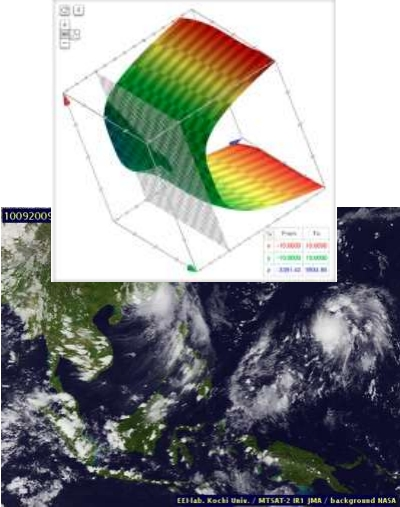 From To
x -10.0000 10.0000
y -10.0000 10.0000
10092009
EEI-lab. Kochi Univ. / MTSAT-2 IR1 JMA / background NASA